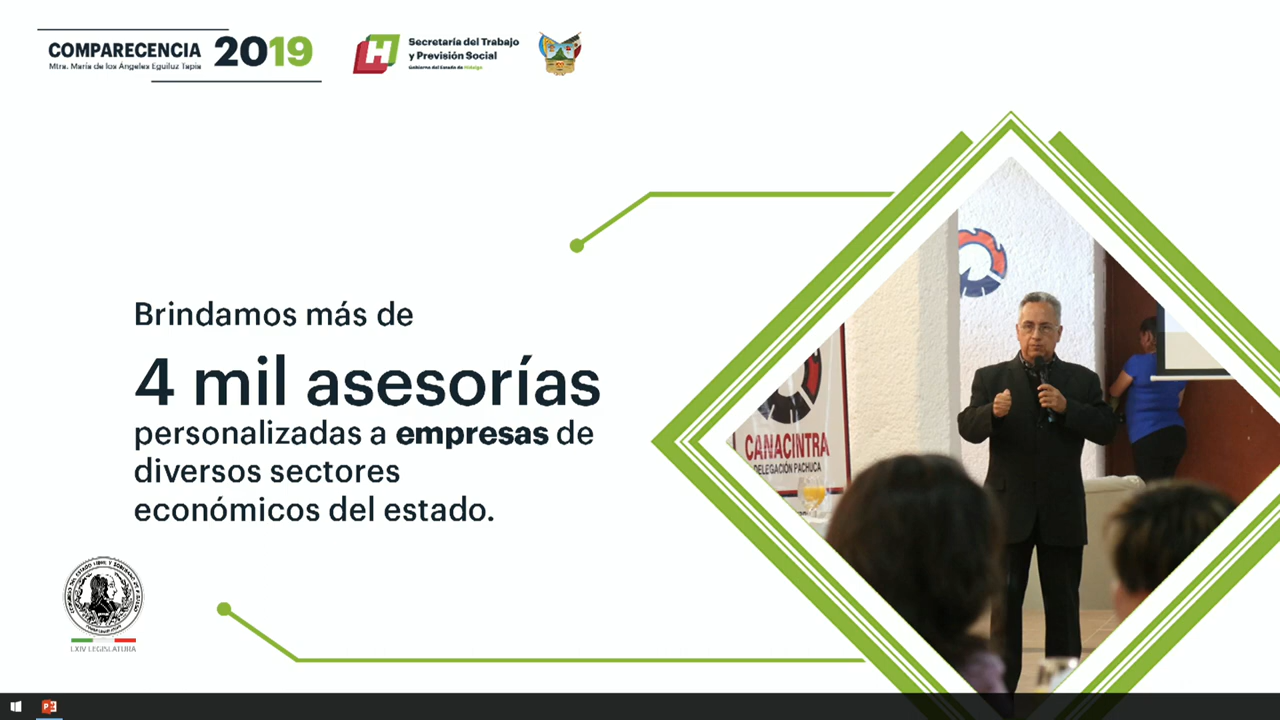 COMPARECENCIA 2019
Mtra. María de los Ángeles Eguiluz Tapia
H
Secretaría del Trabajo
y Previsión Social
Gobierno del Estado de Hidalgo
Brindamos más de
4 mil asesorías
personalizadas a empresas de
diversos sectores
económicos del estado.
CANACINTRA
DELEGACIÓN PACHUCA
LXIV LEGISLATURA